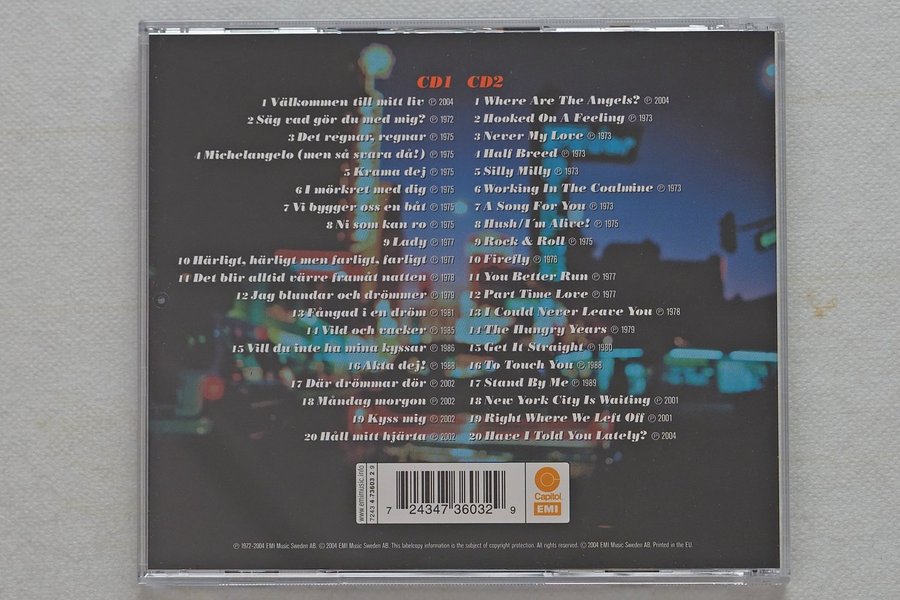 CD1
1 Välkommen till mitt liv ℗ 2004
2 Säg vad gör du med mig? ℗ 1972
3 Det regnar, regnar ℗ 1975
4 Michelangelo (men så svara då!) ℗ 1975
5 Krama dej ℗ 1975
6 I mörkret med dig ℗ 1975
7 Vi bygger oss en båt ℗ 1975
8 Ni som kan ro ℗ 1975
9 Lady ℗ 1977
10 Härligt, härligt men farligt, farligt ℗ 1977
11 Det blir alltid värre framåt natten ℗ 1978
12 Jag blundar och drömmer ℗ 1979
13 Fångad i en dröm ℗ 1981
14 Vild och vacker ℗ 1985
15 Vill du inte ha mina kyssar ℗ 1986
16 Akta dej! ℗ 1988
17 Där drömmar dör ℗ 2002
18 Måndag morgon ℗ 2002
19 Kyss mig ℗ 2002
20 Håll mitt hjärta ℗ 2002
CD2
1 Where Are The Angels? ℗ 2004
2 Hooked On A Feeling ℗ 1973
3 Never My Love ℗ 1973
4 Half Breed ℗ 1973
5 Silly Milly ℗ 1973
6 Working In The Coalmine ℗ 1973
7 A Song For You ℗ 1973
8 Hush/I´m Alive! ℗ 1975
9 Rock & Roll ℗ 1975
10 Firefly ℗ 1976
11 You Better Run ℗ 1977
12 Part Time Love ℗ 1977
13 I Could Never Leave You ℗ 1978
14 The Hungry Years ℗ 1979
15 Get It Straight ℗ 1980
16 To Touch You ℗ 1988
17 Stand By Me ℗ 1989
18 New York City Is Waiting ℗ 2001
19 Right Where We Left Off ℗ 2001
20 Have I Told You Lately? ℗ 2004
www.emimusic.info
7243 4 73603 2 9
7 24347 36032 9
Capitol
EMI
℗ 1972-2004 EMI Music Sweden AB. © 2004 EMI Music Sweden AB. This labelcopy information is the subject of copyright protection. All rights reserved. © 2004 EMI Music Sweden AB. Printed in the EU.